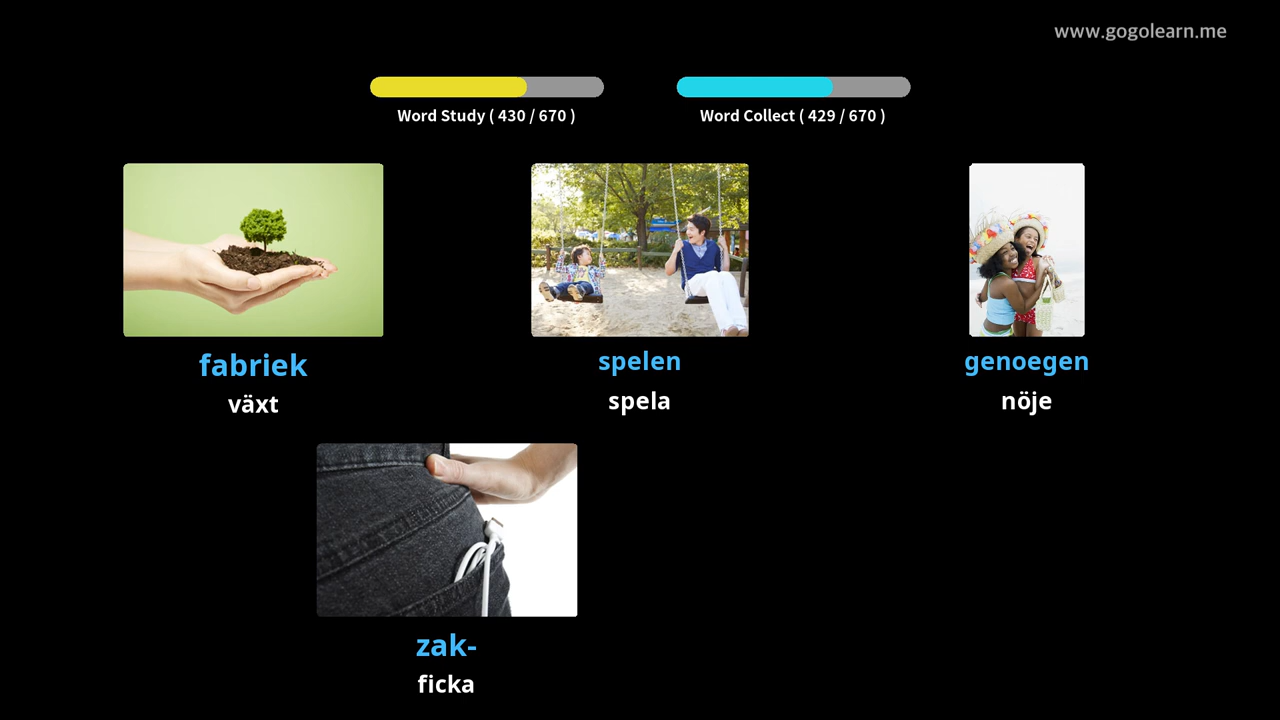 www.gogolearn.me
Word Study ( 430 / 670 )
Word Collect ( 429 / 670 )
fabriek
växt
spelen
spela
genoegen
nöje
zak-
ficka